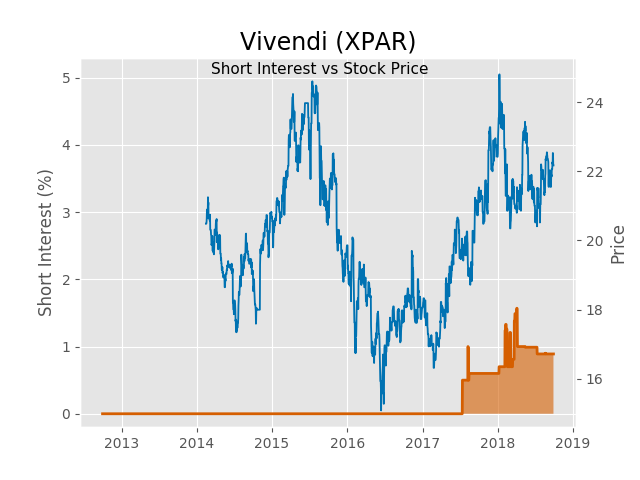 Vivendi (XPAR)
Short Interest vs Stock Price
Short Interest (%)
5
4
3
2
1
0
24
22
20
18
16
Price
2013 2014 2015 2016 2017 2018 2019